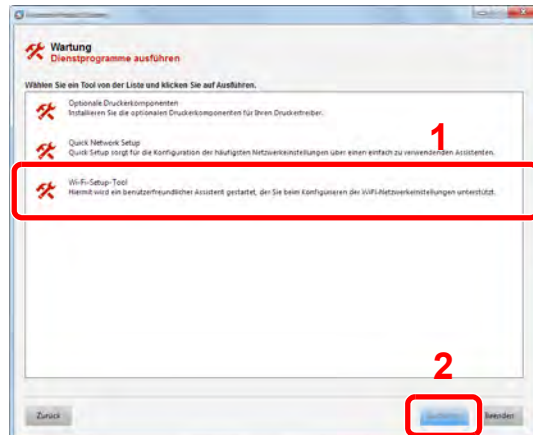 Wartung
Dienstprogramme ausführen
Wählen Sie ein Tool von der Liste und klicken Sie auf Ausführen.
Optionale Druckerkomponenten
Installieren Sie die optionalen Druckerkomponenten für Ihren Druckertreiber.
1
Quick Network Setup
Quick Setup sorgt für die Konfiguration der häufigsten Netzwerkeinstellungen über einen einfach zu verwendenden Assistenten.
Wi-Fi-Setup-Tool
Hiermit wird ein benutzerfreundlicher Assistent gestartet, der Sie beim Konfigurieren der WiFi-Netzwerkeinstellungen unterstützt.
2
Zurück
Beenden